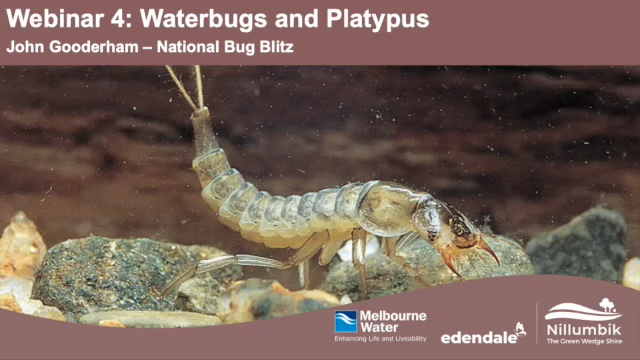 Webinar 4: Waterbugs and Platypus
John Gooderham – National Bug Blitz
Melbourne
Water
Enhancing Life and Liveability
edendale
Nillumbik
The Green Wedge Shire